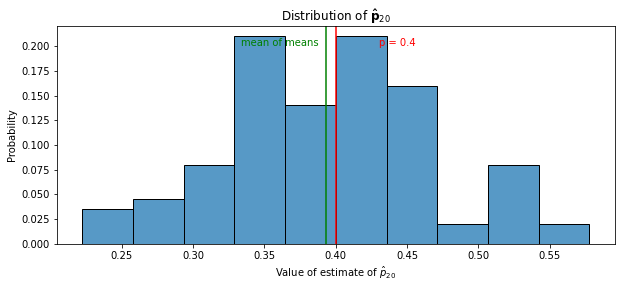 Distribution of p̂₂₀
mean of means
p = 0.4
0.200
0.175
0.150
0.125
0.100
0.075
0.050
0.025
0.000
Probability
0.25 0.30 0.35 0.40 0.45 0.50 0.55
Value of estimate of p̂₂₀